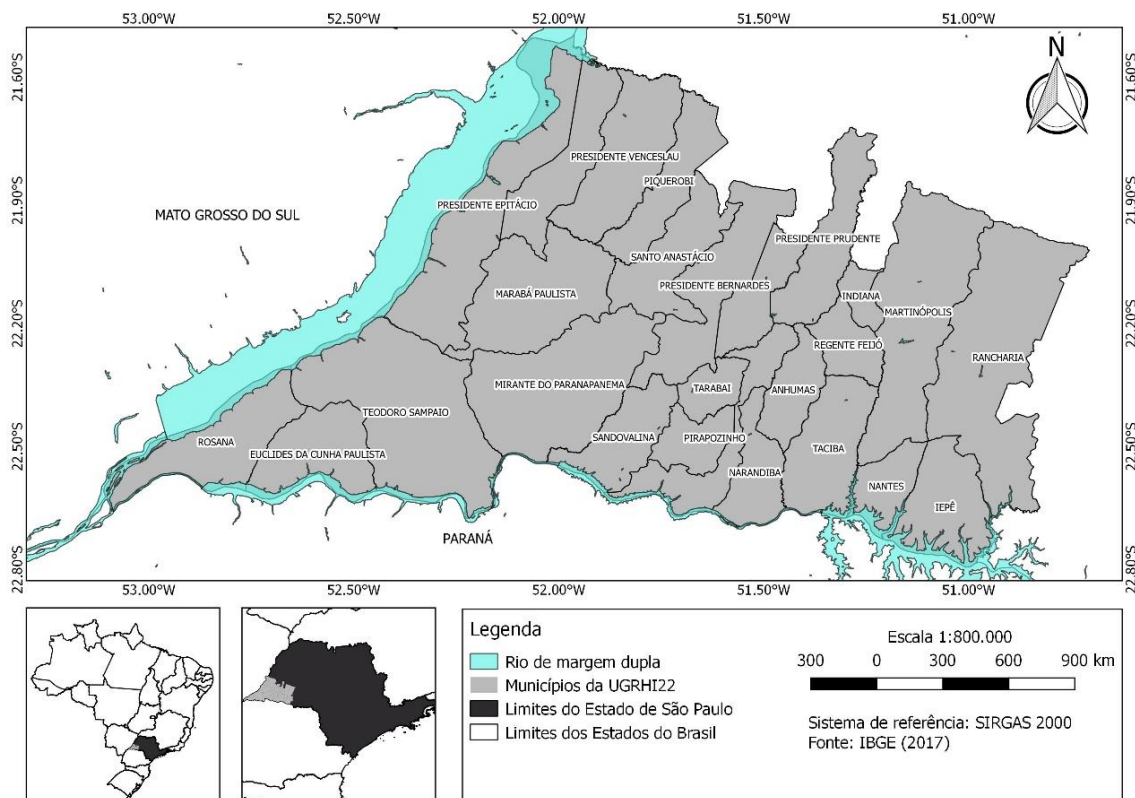 53.00°W 52.50°W 52.00°W 51.50°W 51.00°W
21.60°S
21.60°S
N
PRESIDENTE VENCESLAU
PIQUEROBI
21.90°S
21.90°S
MATO GROSSO DO SUL
PRESIDENTE EPITÁCIO
PRESIDENTE PRUDENTE
SANTO ANASTÁCIO
PRESIDENTE BERNARDES
MARABÁ PAULISTA
INDIANA
MARTINÓPOLIS
22.20°S
22.20°S
REGENTE FEIJÓ
RANCHARIA
MIRANTE DO PARANAPANEMA
TARABAI
ANHUMAS
TEODORO SAMPAIO
ROSANA
SANDOVALINA
PIRAPOZINHO
22.50°S
22.50°S
EUCLIDES DA CUNHA PAULISTA
TACIBA
NARANDIBA
NANTES
IEPÊ
PARANÁ
22.80°S
22.80°S
53.00°W 52.50°W 52.00°W 51.50°W 51.00°W
Legenda
Rio de margem dupla
Municípios da UGRHI22
Limites do Estado de São Paulo
Limites dos Estados do Brasil
Escala 1:800.000
300 0 300 600 900 km
Sistema de referência: SIRGAS 2000
Fonte: IBGE (2017)